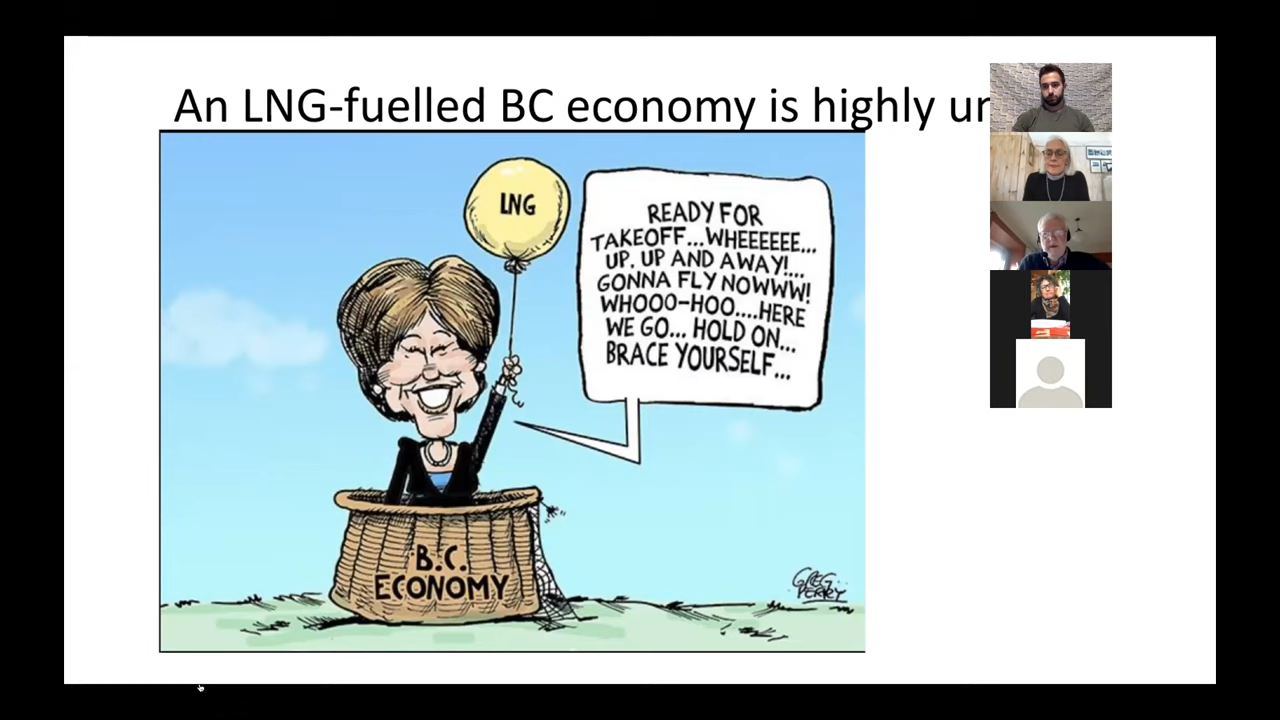 An LNG-fuelled BC economy is highly un
LNG
READY FOR
TAKEOFF...WHEEEEEE...
UP, UP AND AWAY!...
GONNA FLY NOWWW!
WHOOO-HOO....HERE
WE GO... HOLD ON...
BRACE YOURSELF...
B.C.
ECONOMY
GREG
PERRY